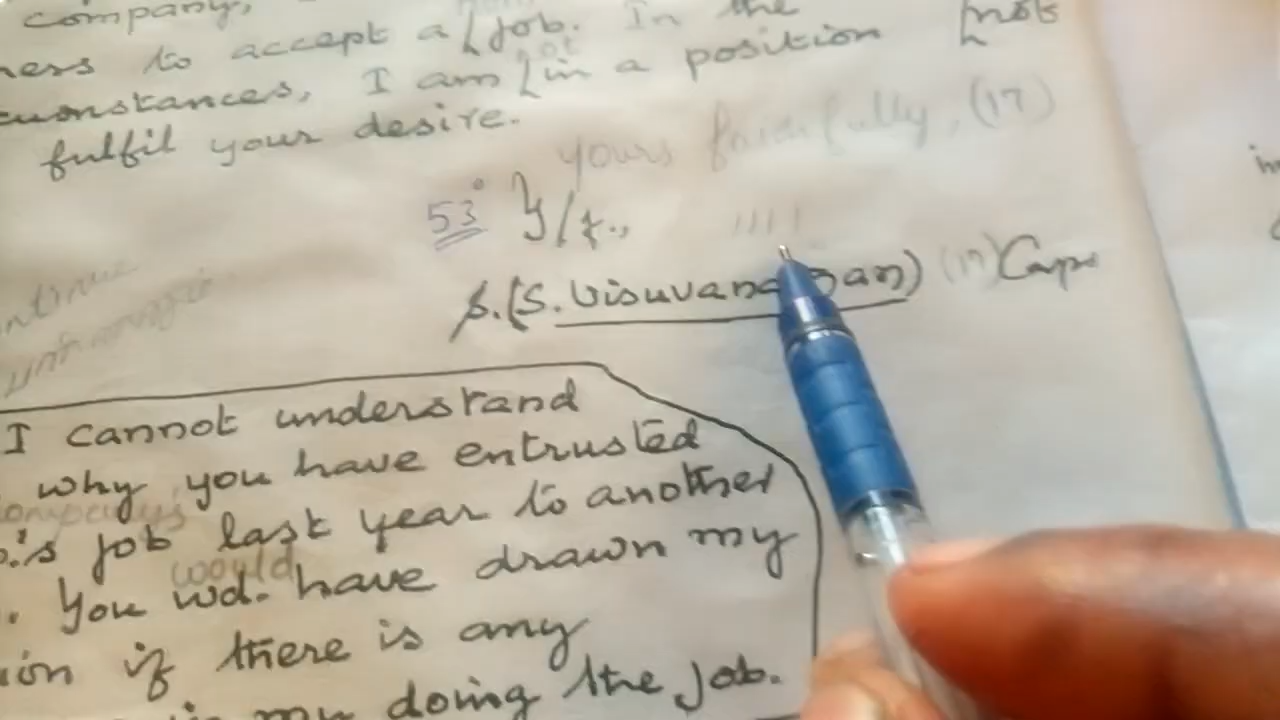 company,
ness to accept a [job. In the
cumstances, I am [in a position [not
fulfil your desire.
yours faithfully, (17)
53 Y/f.,
S. (S. Visuvanathan) (17) Caps
I cannot understand
why you have entrusted
company's
o.'s job last year to another
would
. You wd. have drawn my
ion if there is any
my doing the job.